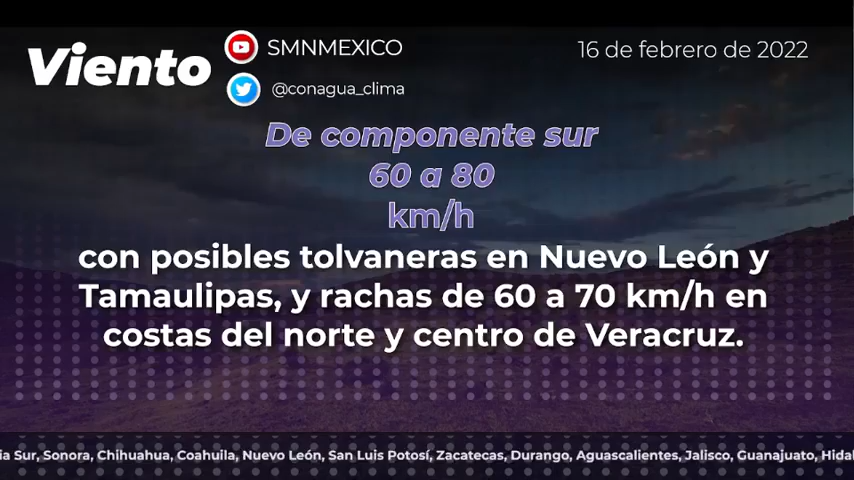 Viento
SMNMEXICO
@conagua_clima
16 de febrero de 2022
De componente sur
60 a 80
km/h
con posibles tolvaneras en Nuevo León y
Tamaulipas, y rachas de 60 a 70 km/h en
costas del norte y centro de Veracruz.
Sur, Sonora, Chihuahua, Coahuila, Nuevo León, San Luis Potosí, Zacatecas, Durango, Aguascalientes, Jalisco, Guanajuato,